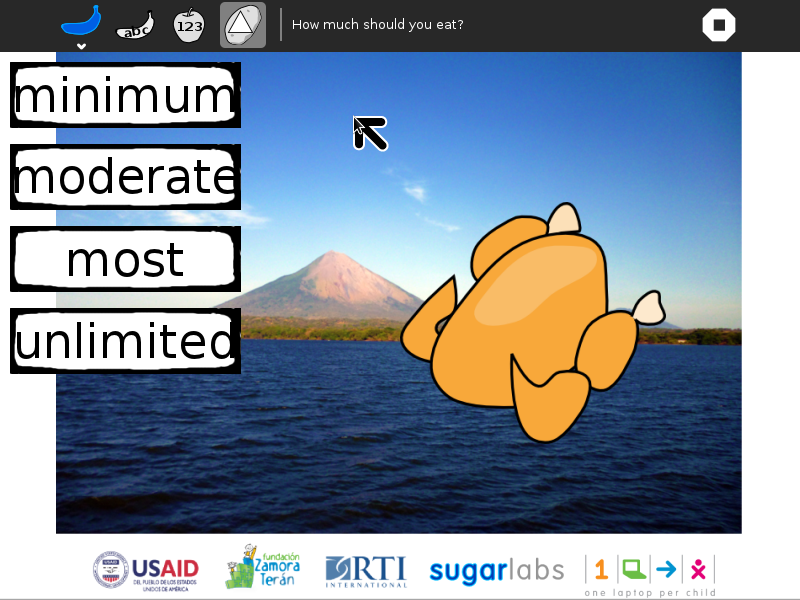 abc
123
How much should you eat?
minimum
moderate
most
unlimited
USAID
DEL PUEBLO DE LOS ESTADOS
UNIDOS DE AMÉRICA
fundación
Zamora
Terán
RTI
INTERNATIONAL
sugarlabs
1
one laptop per child